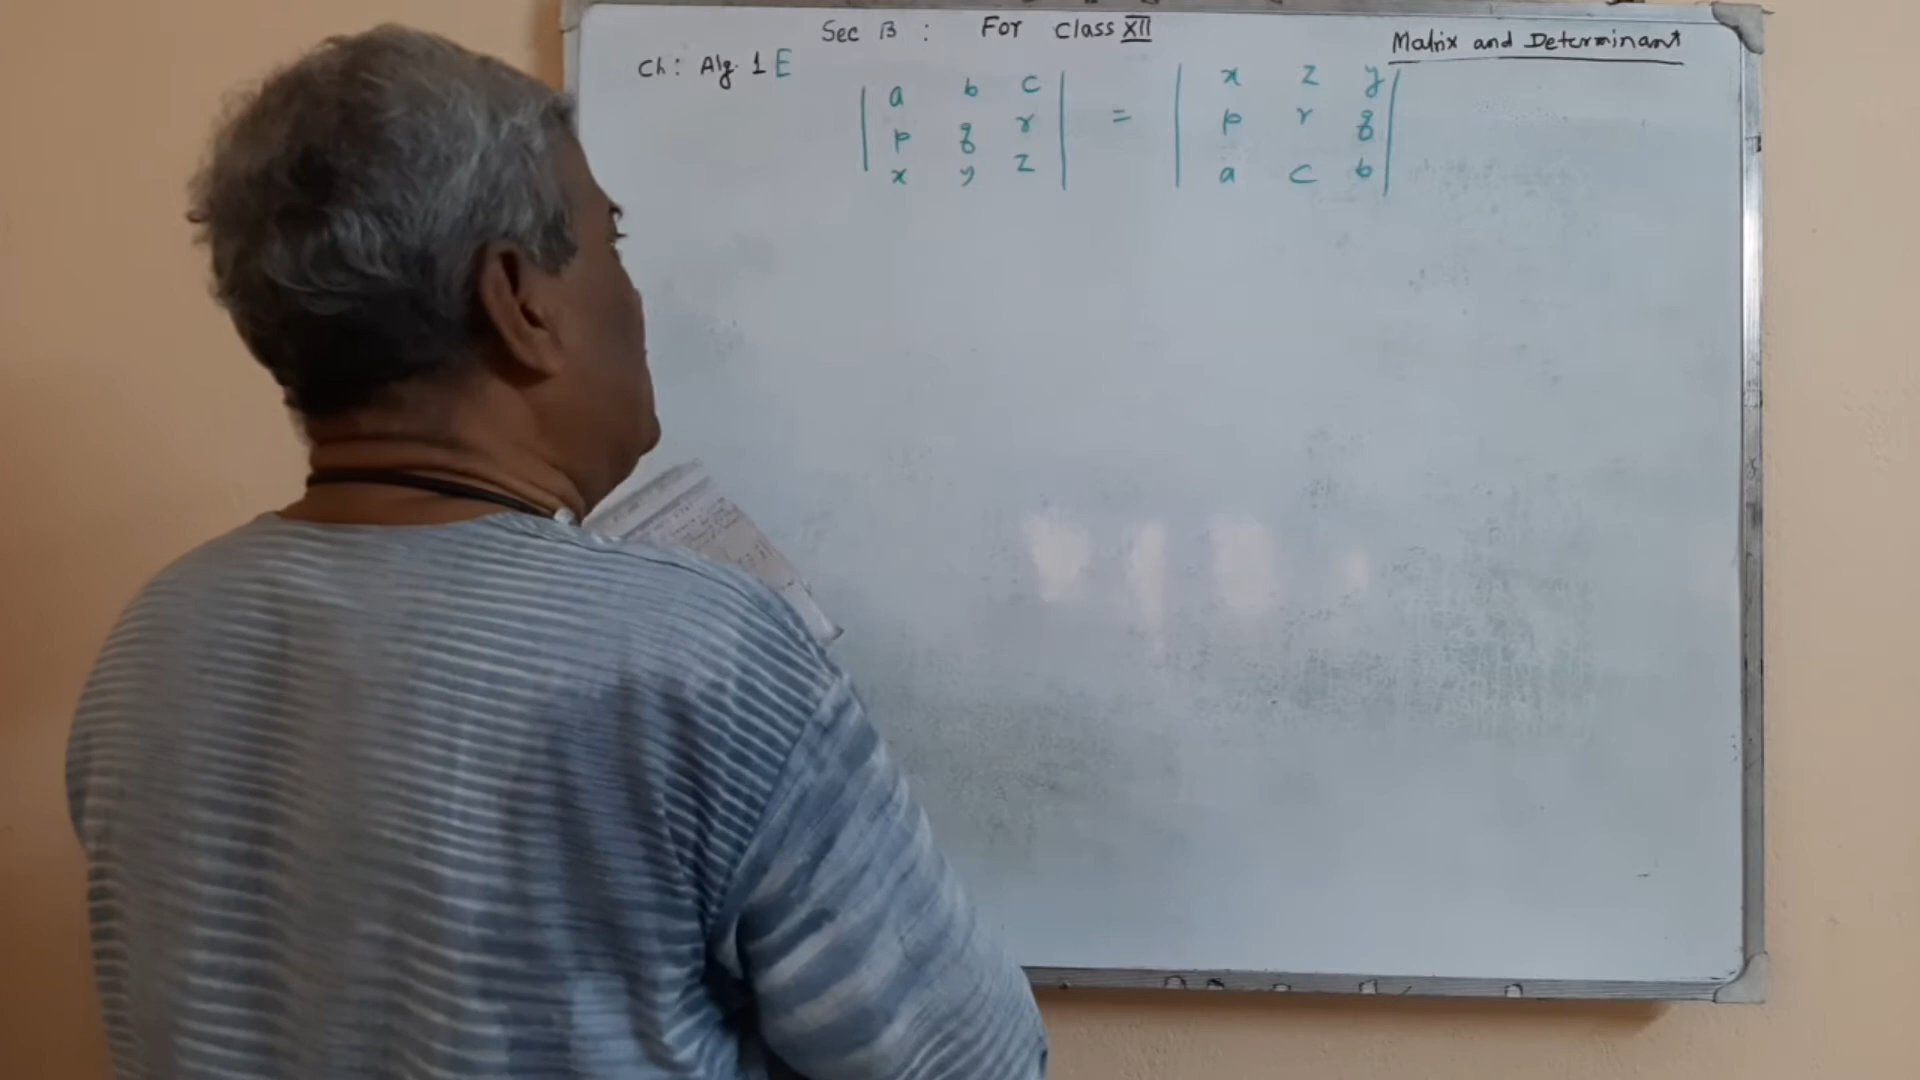 Sec B : For Class XII
Matrix and Determinant
Ch: Alg. 1 E
| a b c | = | x z y |
| p q r | | p r q |
| x y z | | a c b |